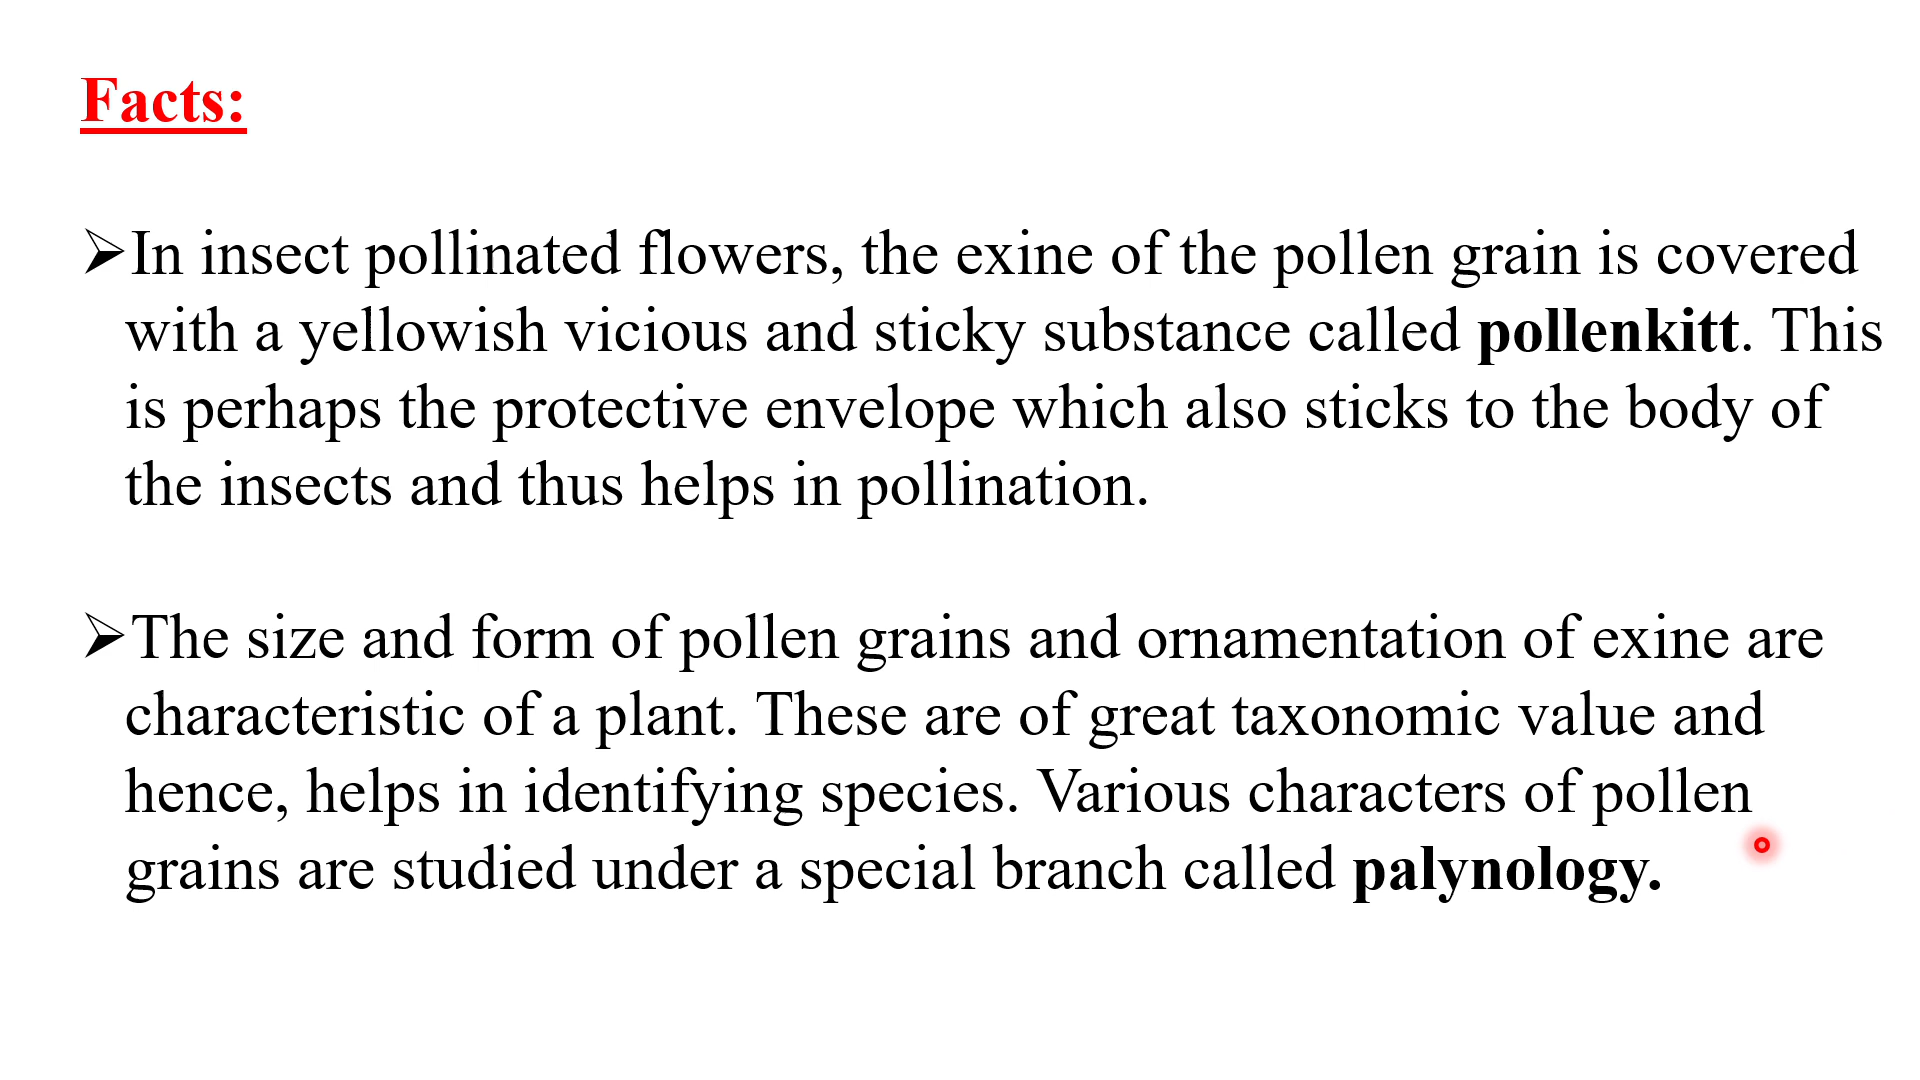 Facts:
➢In insect pollinated flowers, the exine of the pollen grain is covered
with a yellowish vicious and sticky substance called pollenkitt. This
is perhaps the protective envelope which also sticks to the body of
the insects and thus helps in pollination.
➢The size and form of pollen grains and ornamentation of exine are
characteristic of a plant. These are of great taxonomic value and
hence, helps in identifying species. Various characters of pollen
grains are studied under a special branch called palynology.